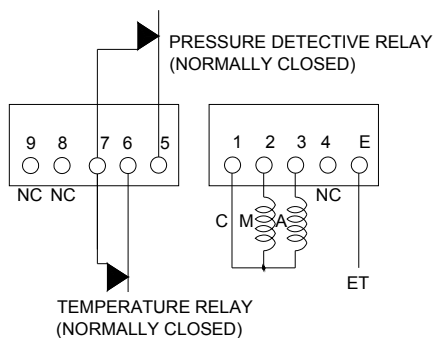 PRESSURE DETECTIVE RELAY
(NORMALLY CLOSED)
9 8 7 6 5
NC NC
1 2 3 4 E
NC
C M A
ET
TEMPERATURE RELAY
(NORMALLY CLOSED)